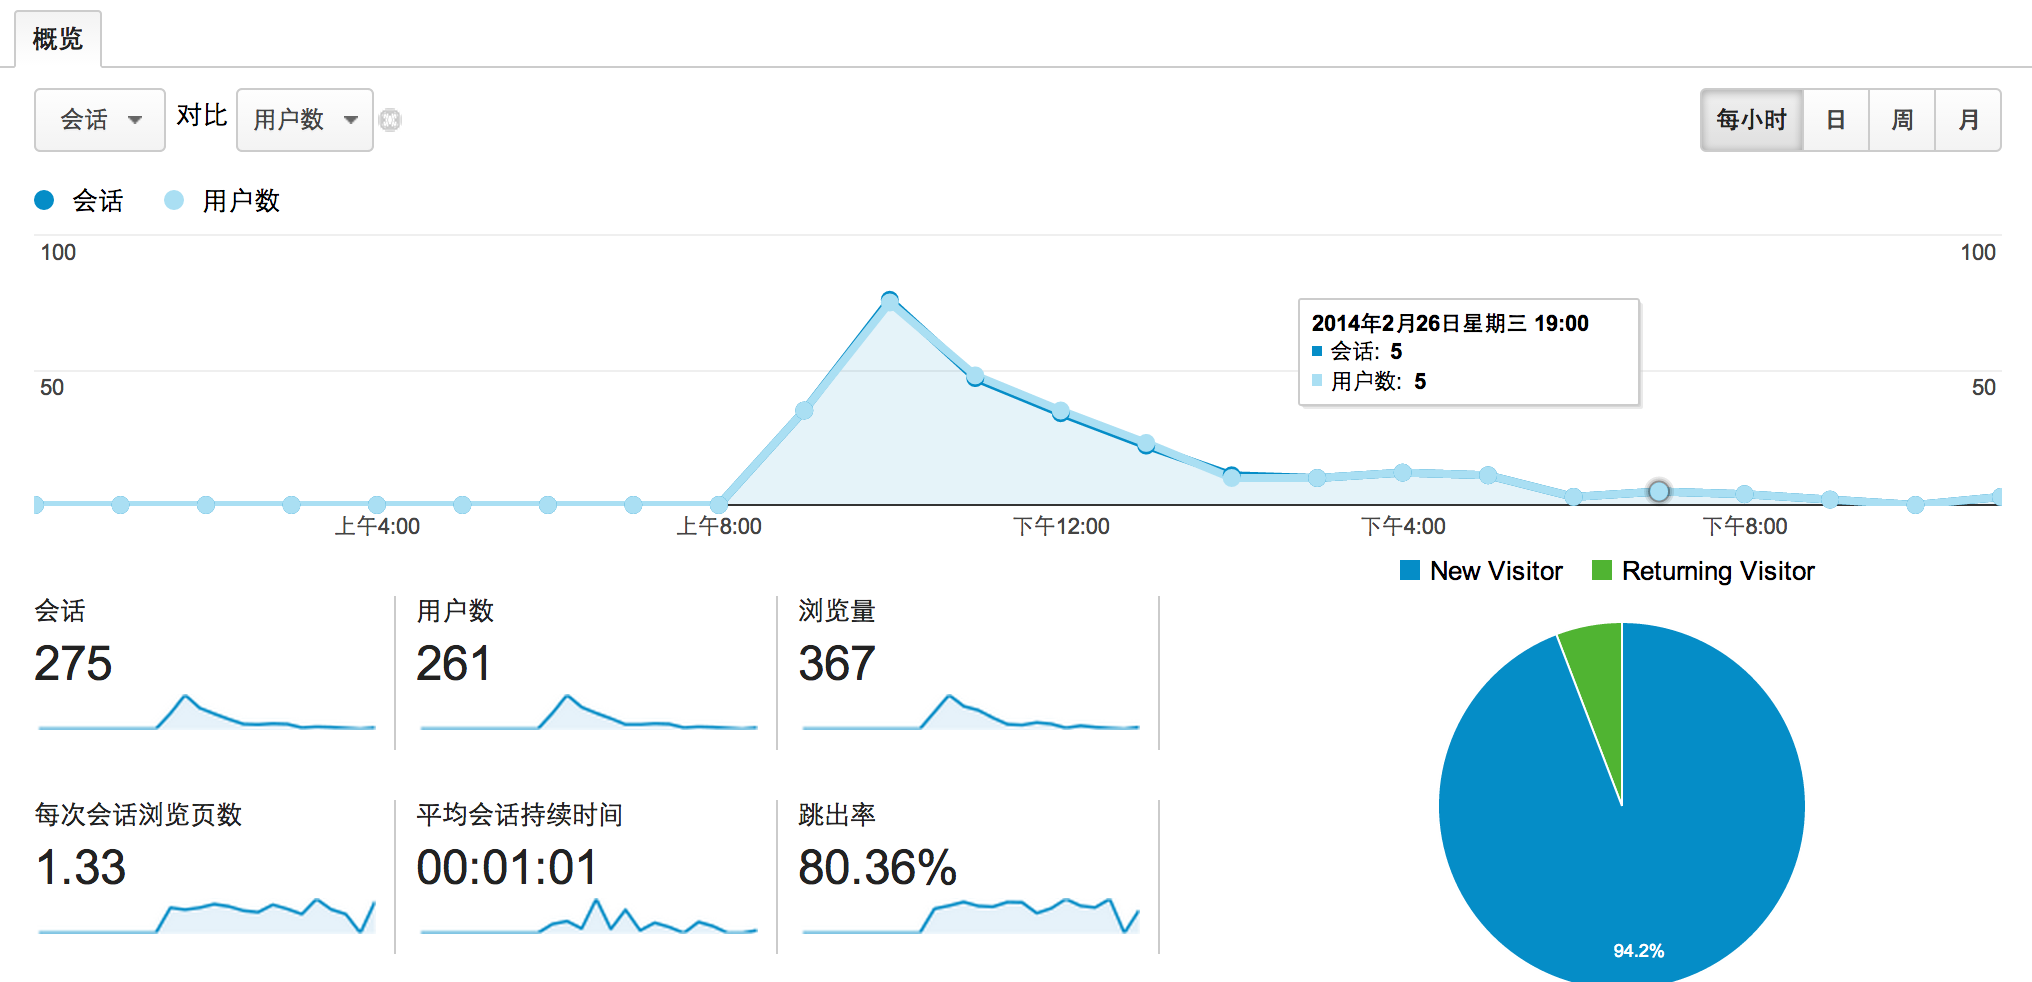 概览
会话 对比 用户数
每小时 日 周 月
会话 用户数
100 100
50 50
2014年2月26日星期三 19:00
会话: 5
用户数: 5
上午4:00 上午8:00 下午12:00 下午4:00 下午8:00
New Visitor Returning Visitor
会话 用户数 浏览量
275 261 367
每次会话浏览页数 平均会话持续时间 跳出率
1.33 00:01:01 80.36%
94.2%